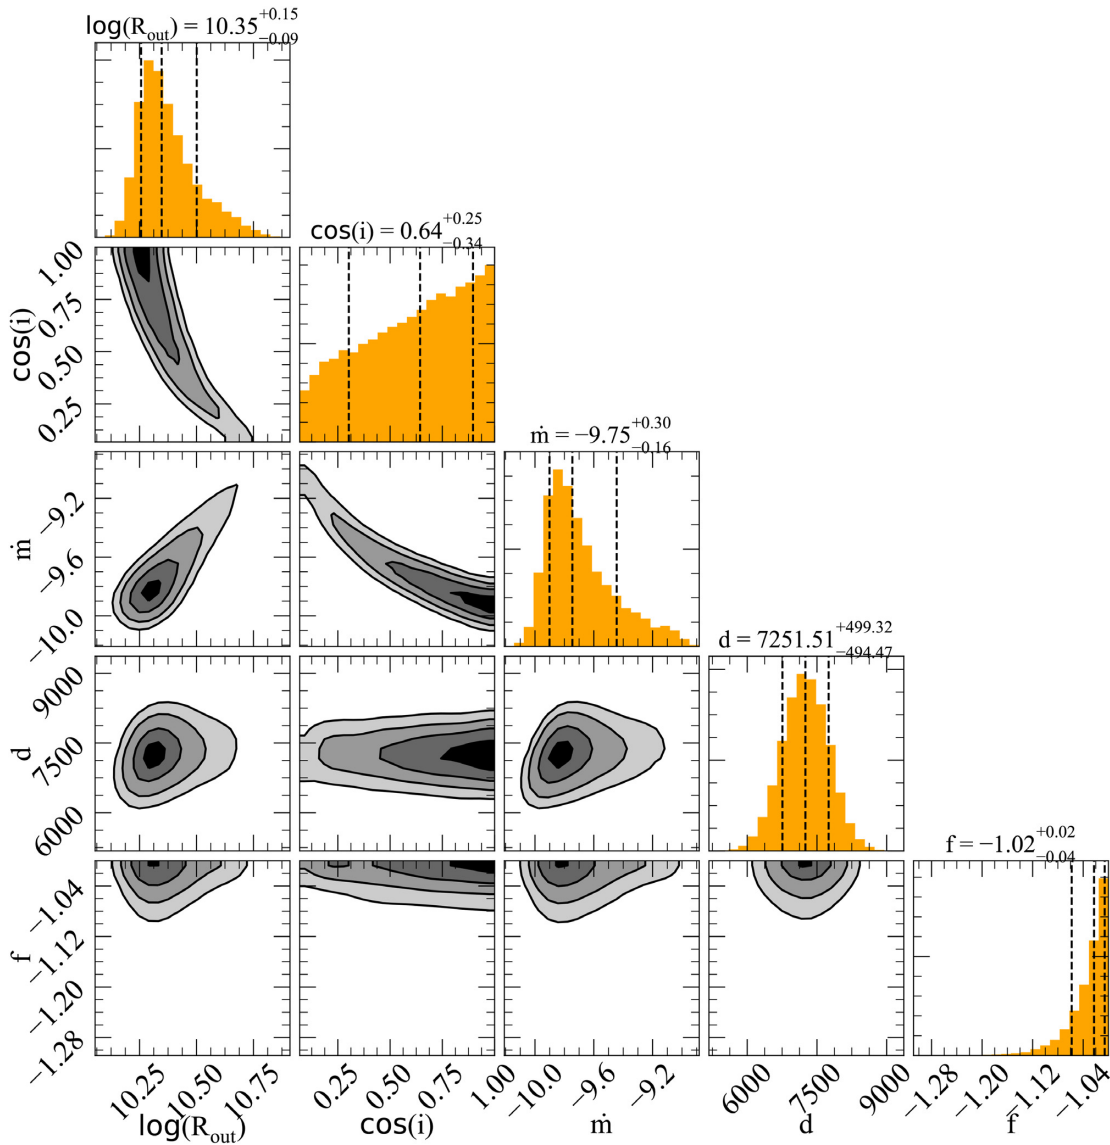 log(R_out) = 10.35^{+0.15}_{−0.09}
cos(i) = 0.64^{+0.25}_{−0.34}
1.00
0.75
0.50
0.25
cos(i)
ṁ = −9.75^{+0.30}_{−0.16}
−9.2
−9.6
−10.0
ṁ
d = 7251.51^{+499.32}_{−494.47}
9000
7500
6000
d
f = −1.02^{+0.02}_{−0.04}
−1.04
−1.12
−1.20
−1.28
f
10.25 10.50 10.75 0.25 0.50 0.75 1.00 −10.0 −9.6 −9.2 6000 7500 9000 −1.28 −1.20 −1.12 −1.04
log(R_out) cos(i) ṁ d f